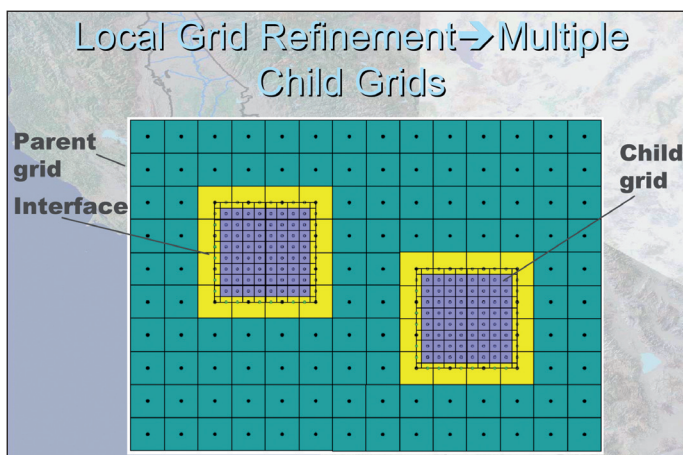 Local Grid Refinement➔Multiple
Child Grids
Parent
grid
Interface
Child
grid